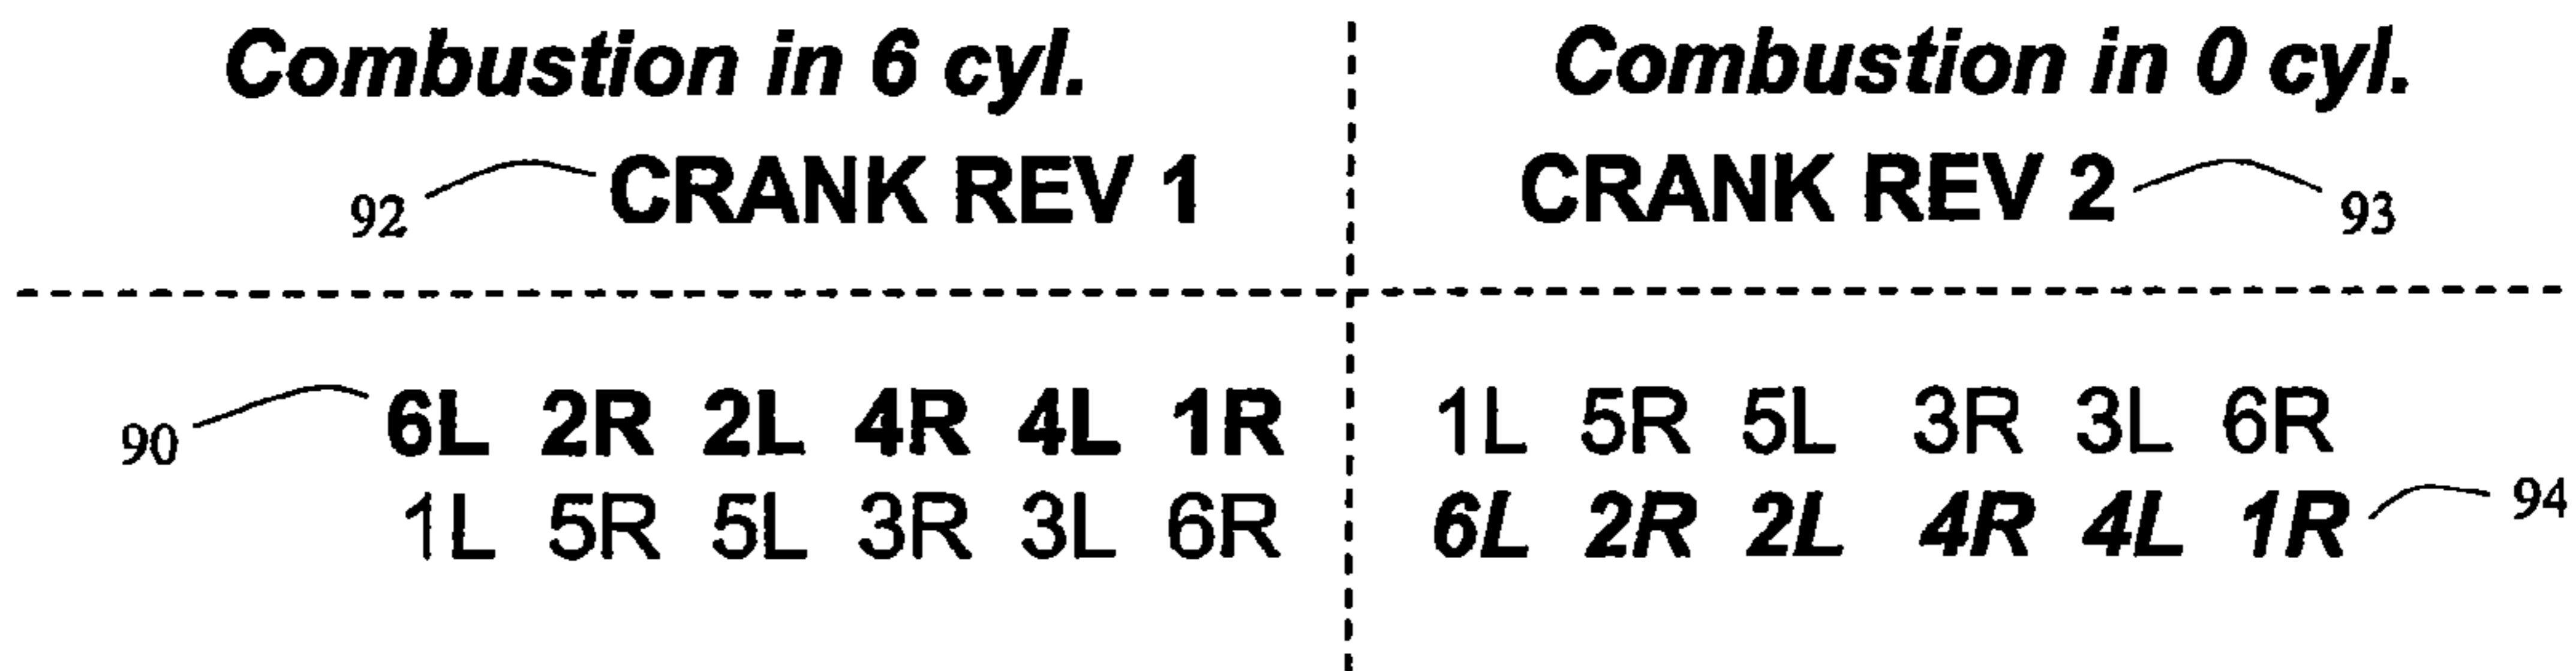 Combustion in 6 cyl.
92 CRANK REV 1
Combustion in 0 cyl.
CRANK REV 2 93
90 6L 2R 2L 4R 4L 1R
1L 5R 5L 3R 3L 6R
1L 5R 5L 3R 3L 6R
6L 2R 2L 4R 4L 1R 94